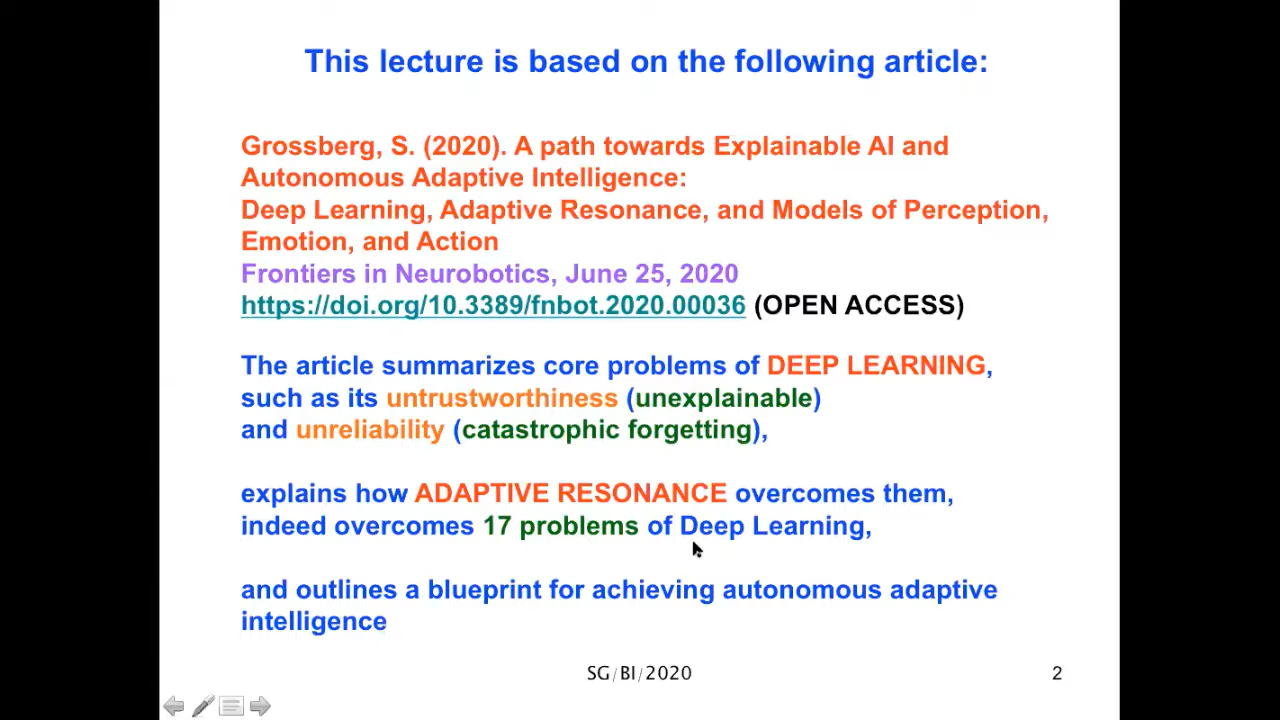 This lecture is based on the following article:
Grossberg, S. (2020). A path towards Explainable AI and
Autonomous Adaptive Intelligence:
Deep Learning, Adaptive Resonance, and Models of Perception,
Emotion, and Action
Frontiers in Neurobotics, June 25, 2020
https://doi.org/10.3389/fnbot.2020.00036 (OPEN ACCESS)
The article summarizes core problems of DEEP LEARNING,
such as its untrustworthiness (unexplainable)
and unreliability (catastrophic forgetting),
explains how ADAPTIVE RESONANCE overcomes them,
indeed overcomes 17 problems of Deep Learning,
and outlines a blueprint for achieving autonomous adaptive
intelligence
SG/BI/2020
2